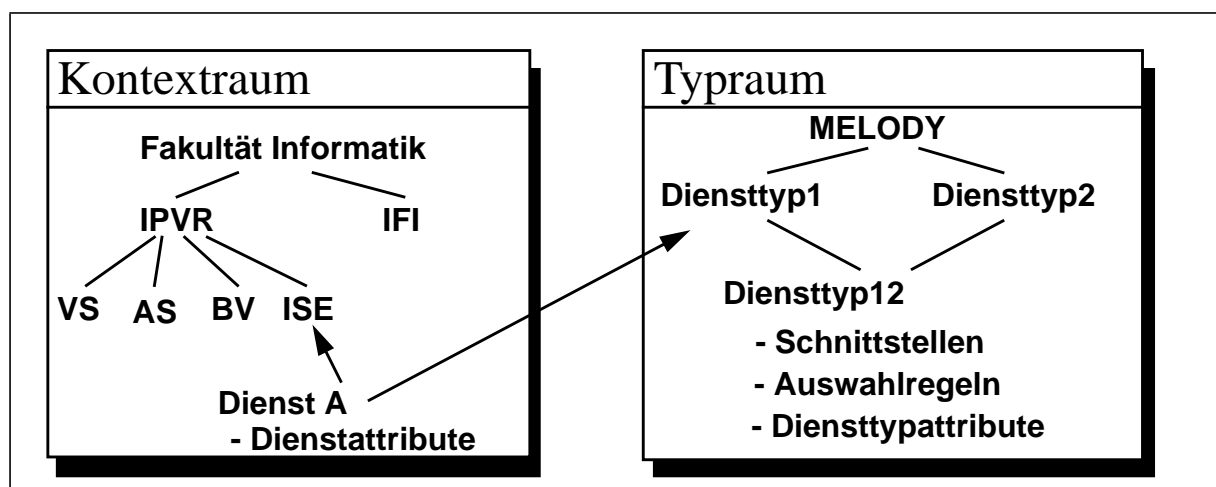 Kontextraum
Fakultät Informatik
IPVR
IFI
VS
AS
BV
ISE
Dienst A
- Dienstattribute
Typraum
MELODY
Diensttyp1
Diensttyp2
Diensttyp12
- Schnittstellen
- Auswahlregeln
- Diensttypattribute